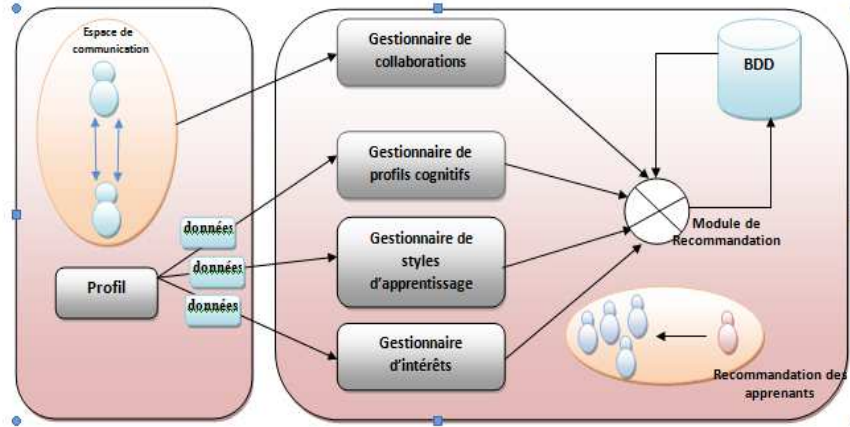 Espace de
communication
données
données
données
Profil
Gestionnaire de
collaborations
Gestionnaire de
profils cognitifs
Gestionnaire de
styles
d'apprentissage
Gestionnaire
d'intérêts
BDD
Module de
Recommandation
Recommandation des
apprenants